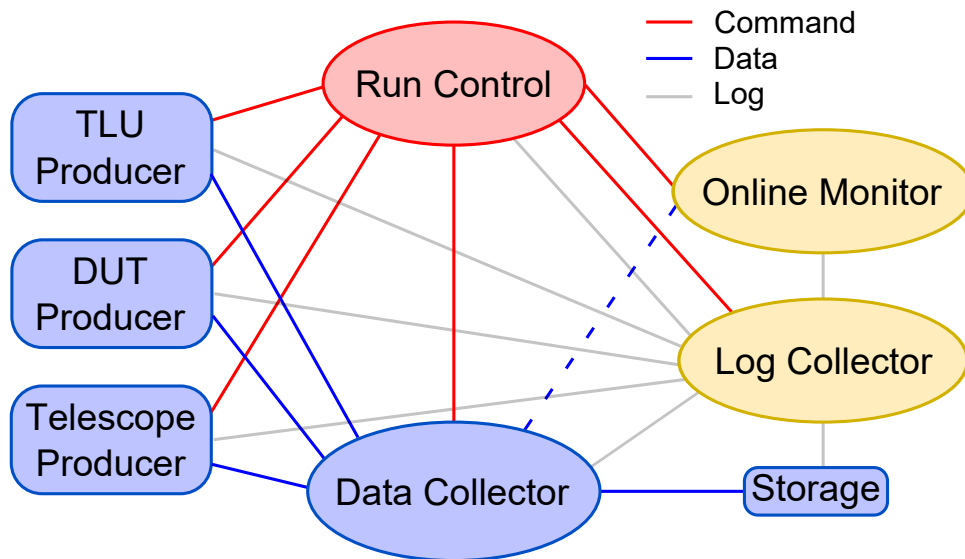 Command
Data
Log
Run Control
TLU
Producer
Online Monitor
DUT
Producer
Log Collector
Telescope
Producer
Data Collector
Storage